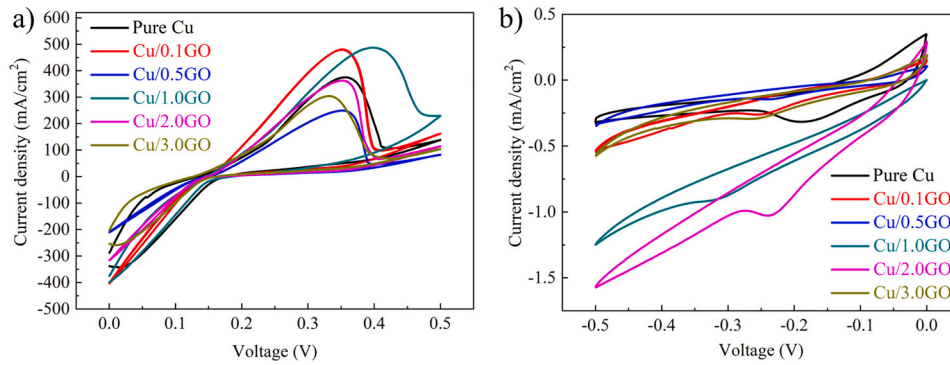 a)
Pure Cu
Cu/0.1GO
Cu/0.5GO
Cu/1.0GO
Cu/2.0GO
Cu/3.0GO
Current density (mA/cm²)
600
500
400
300
200
100
0
-100
-200
-300
-400
-500
0.0 0.1 0.2 0.3 0.4 0.5
Voltage (V)
b)
Current density (mA/cm²)
0.5
0.0
-0.5
-1.0
-1.5
Pure Cu
Cu/0.1GO
Cu/0.5GO
Cu/1.0GO
Cu/2.0GO
Cu/3.0GO
-0.5 -0.4 -0.3 -0.2 -0.1 0.0
Voltage (V)